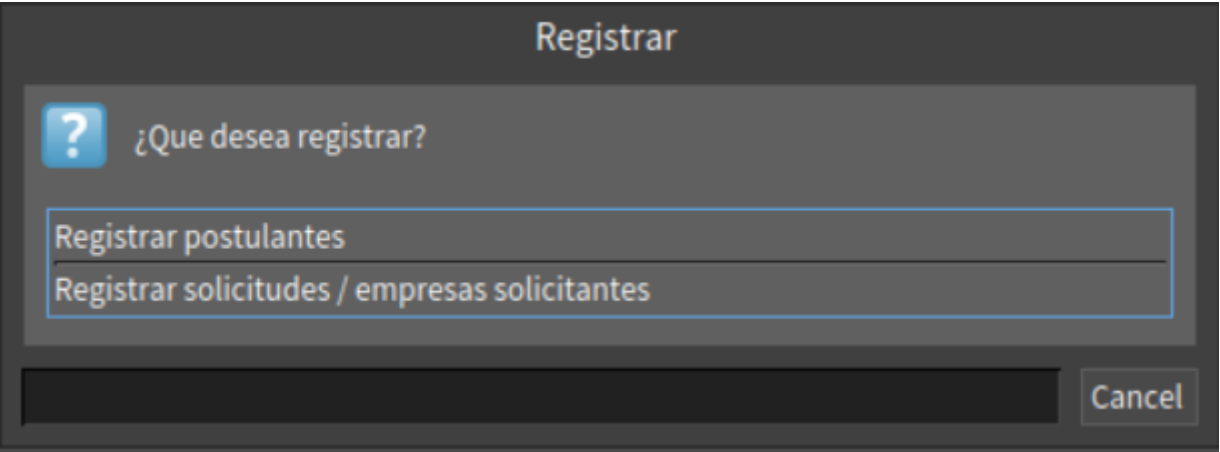 Registrar
¿Que desea registrar?
Registrar postulantes
Registrar solicitudes / empresas solicitantes
Cancel